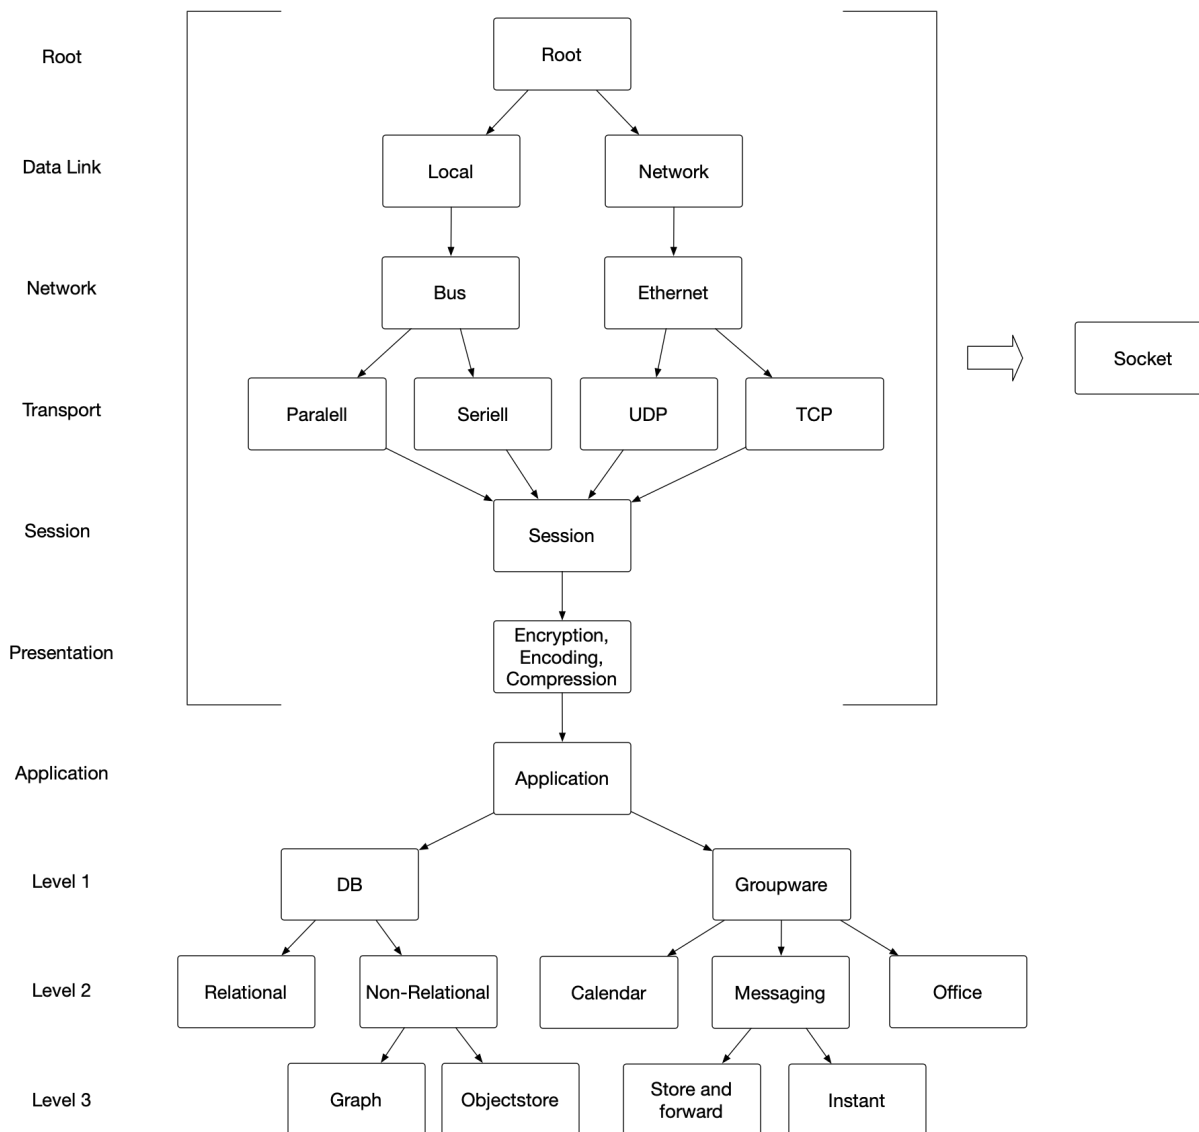 Root
Root
Data Link
Local
Network
Network
Bus
Ethernet
Socket
Transport
Paralell
Seriell
UDP
TCP
Session
Session
Presentation
Encryption,
Encoding,
Compression
Application
Application
Level 1
DB
Groupware
Level 2
Relational
Non-Relational
Calendar
Messaging
Office
Level 3
Graph
Objectstore
Store and
forward
Instant